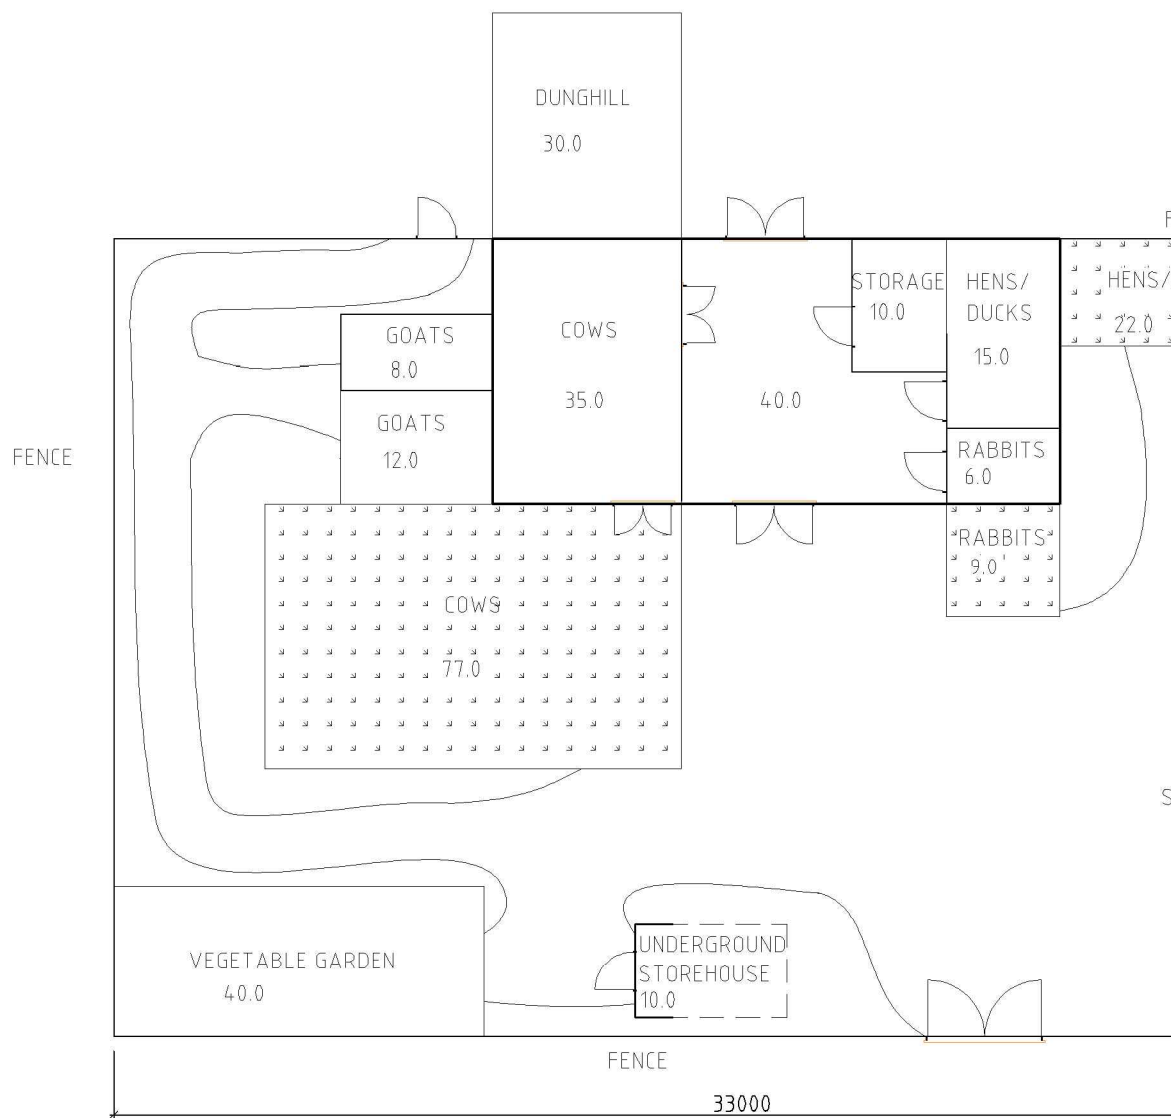 DUNGHILL
30.0
STORAGE
10.0
HENS/
DUCKS
15.0
HENS/
22.0
GOATS
8.0
COWS
35.0
40.0
GOATS
12.0
FENCE
RABBITS
6.0
RABBITS
9.0
COWS
77.0
VEGETABLE GARDEN
40.0
UNDERGROUND
STOREHOUSE
10.0
FENCE
33000